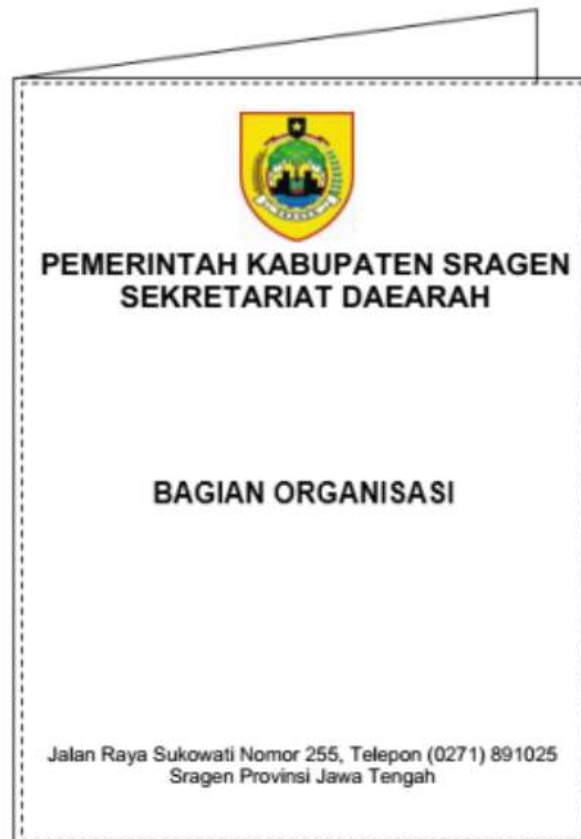 PEMERINTAH KABUPATEN SRAGEN
SEKRETARIAT DAEARAH
BAGIAN ORGANISASI
Jalan Raya Sukowati Nomor 255, Telepon (0271) 891025
Sragen Provinsi Jawa Tengah